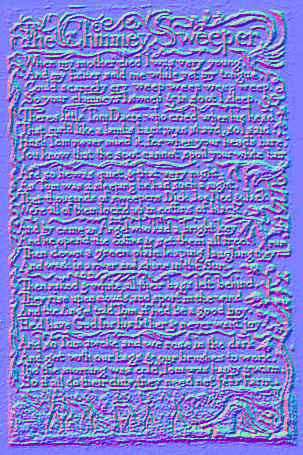 The Chimney Sweeper
When my mother died I was very young,
And my father sold me while yet my tongue,
Could scarcely cry weep weep weep weep.
So your chimneys I sweep & in soot I sleep.
Theres little Tom Dacre who cried when his head
That curl'd like a lambs back was shav'd, so I said.
Hush Tom never mind it, for when your head's bare,
You know that the soot cannot spoil your white hair
And so he was quiet, & that very night.
As Tom was a sleeping he had such a sight,
That thousands of sweepers Dick, Joe, Ned, & Jack
Were all of them lock'd up in coffins of black,
And by came an Angel who had a bright key
And he open'd the coffins & set them all free.
Then down a green plain leaping laughing they run
And wash in a river and shine in the Sun.
Then naked & white, all their bags left behind,
They rise upon clouds, and sport in the wind.
And the Angel told Tom, if he'd be a good boy,
He'd have God for his father & never want joy.
And so Tom awoke and we rose in the dark
And got with our bags & our brushes to work.
Tho' the morning was cold, Tom was happy & warm.
So if all do their duty, they need not fear harm.